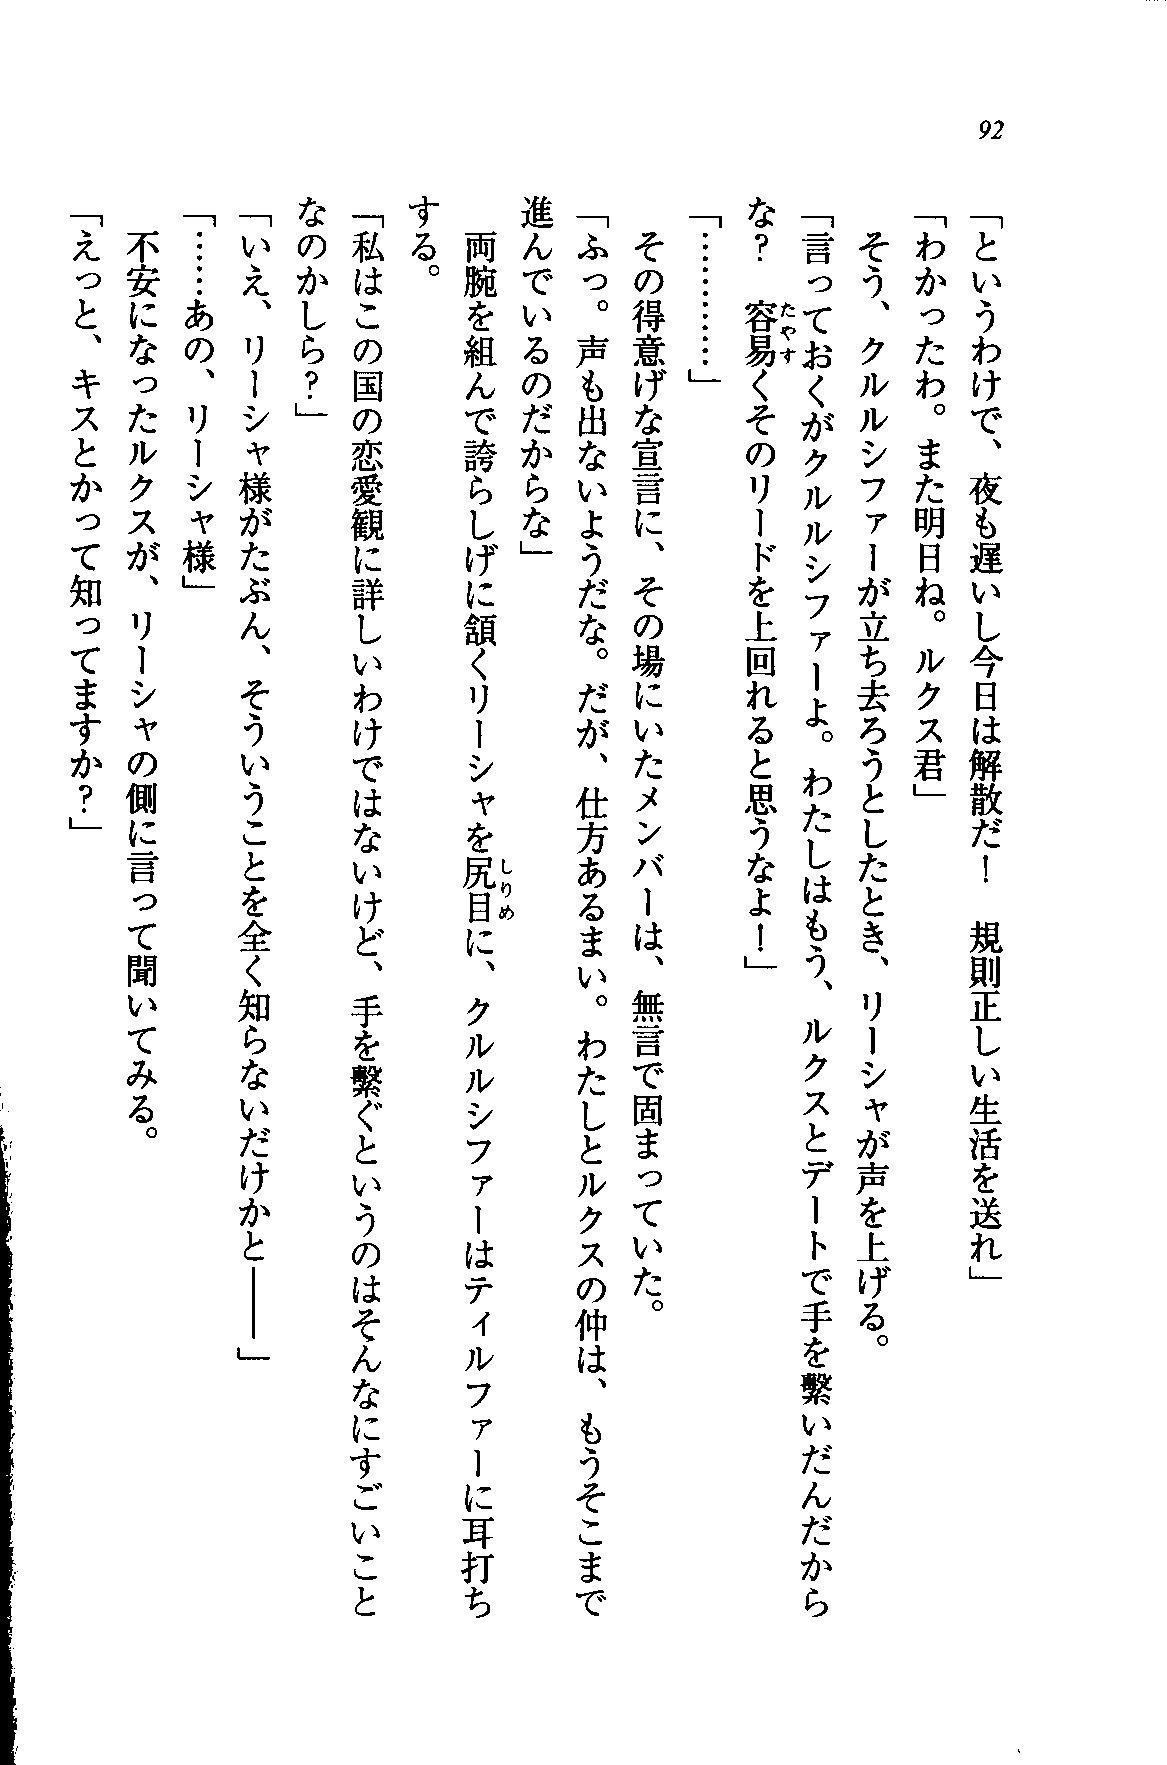 92
「というわけで、夜も遅いし今日は解散だ！　規則正しい生活を送れ」
「わかったわ。また明日ね。ルクス君」
　そう、クルルシファーが立ち去ろうとしたとき、リーシャが声を上げる。
「言っておくがクルルシファーよ。わたしはもう、ルクスとデートで手を繋いだんだから
な？　容易くそのリードを上回れると思うなよ！」
たやす
「…………」
　その得意げな宣言に、その場にいたメンバーは、無言で固まっていた。
「ふっ。声も出ないようだな。だが、仕方あるまい。わたしとルクスの仲は、もうそこまで
進んでいるのだからな」
　両腕を組んで誇らしげに頷くリーシャを尻目に、クルルシファーはティルファーに耳打ち
しりめ
する。
「私はこの国の恋愛観に詳しいわけではないけど、手を繋ぐというのはそんなにすごいこと
なのかしら？」
「いえ、リーシャ様がたぶん、そういうことを全く知らないだけかと――」
「……あの、リーシャ様」
　不安になったルクスが、リーシャの側に言って聞いてみる。
「えっと、キスとかって知ってますか？」